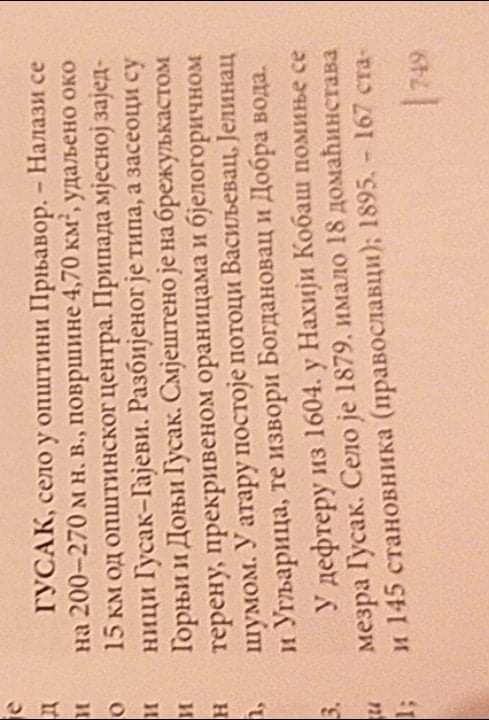 је
д
и
о
и
и
н
ћ,
3.
ци
1;
ГУСАК, село у општини Прњавор. – Налази се
на 200–270 м н. в., површине 4,70 км², удаљено око
15 км од општинског центра. Припада мјесној зајед-
ници Гусак–Гајеви. Разбијеног је типа, а засеоци су
Горњи и Доњи Гусак. Смјештено је на брежуљкастом
терену, прекривеном ораницама и бјелогоричном
шумом. У атару постоје потоци Васиљевац, Јелинац
и Угљарица, те извори Богдановац и Добра вода.
У дефтеру из 1604. у Нахији Кобаш помиње се
мезра Гусак. Село је 1879. имало 18 домаћинстава
и 145 становника (православци); 1895. – 167 ста-
| 749